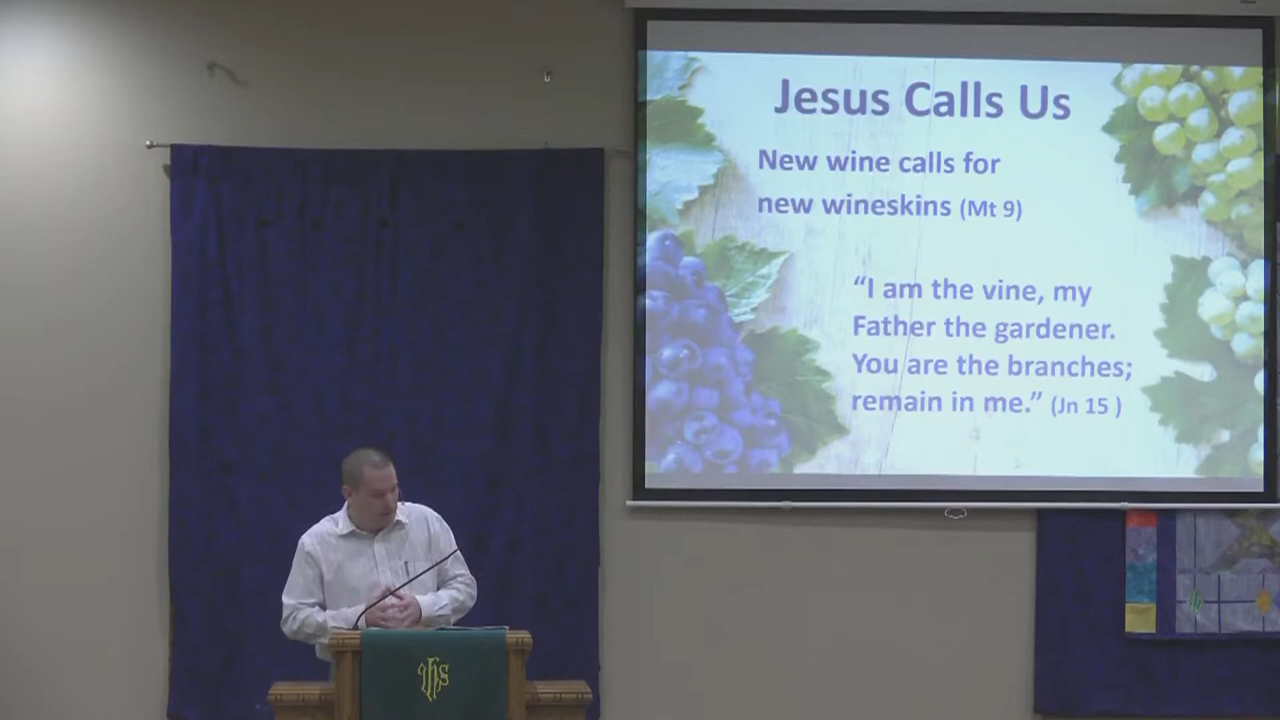 Jesus Calls Us
New wine calls for
new wineskins (Mt 9)
“I am the vine, my
Father the gardener.
You are the branches;
remain in me.” (Jn 15 )
IHS